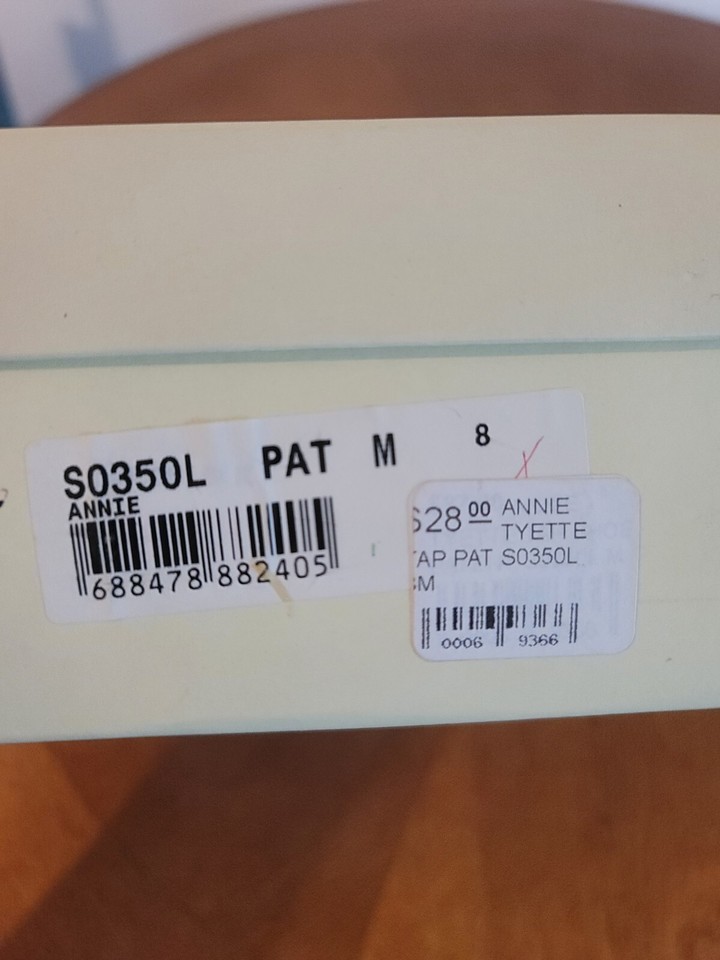 S0350L PAT M 8
ANNIE
688478 882405
$28 00 ANNIE
TYETTE
TAP PAT S0350L
M
0006 9366